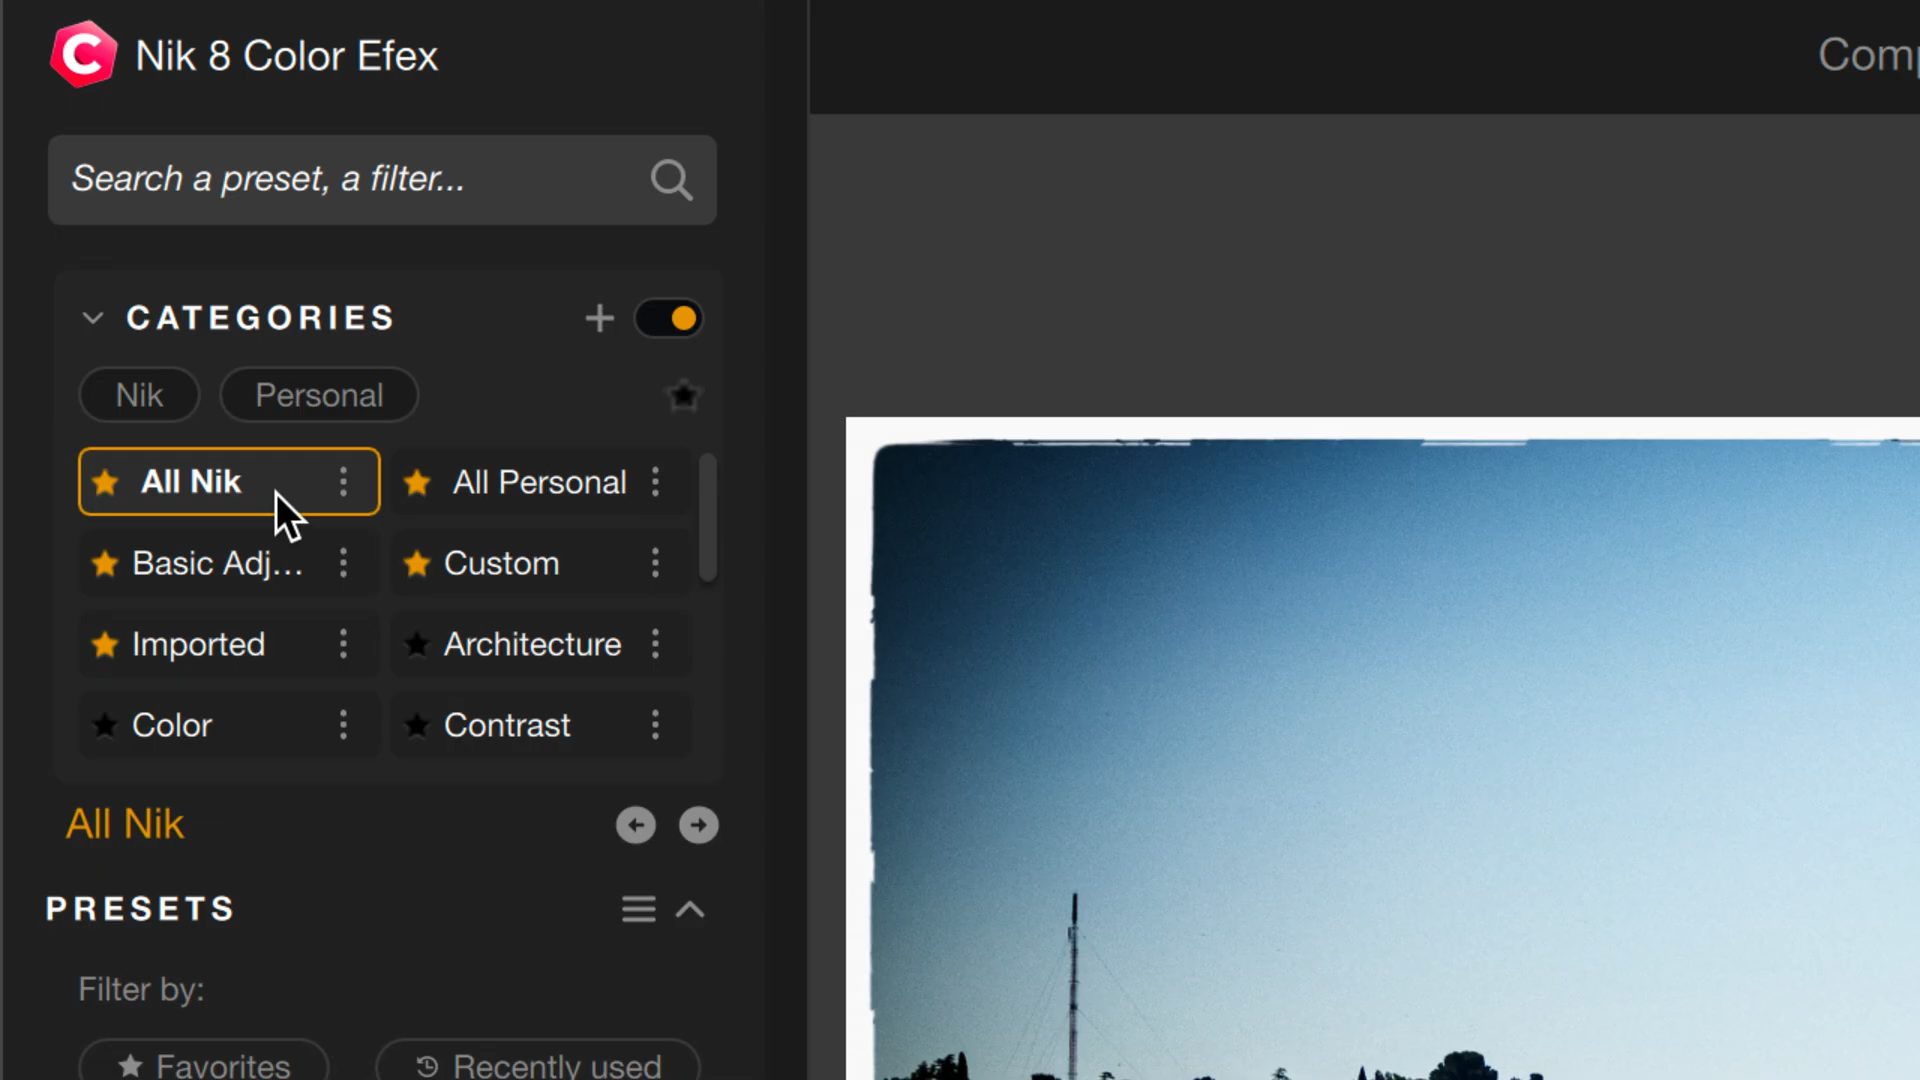 Nik 8 Color Efex
Search a preset, a filter...
CATEGORIES
Nik Personal
All Nik All Personal
Basic Adj... Custom
Imported Architecture
Color Contrast
All Nik
PRESETS
Filter by:
Favorites Recently used